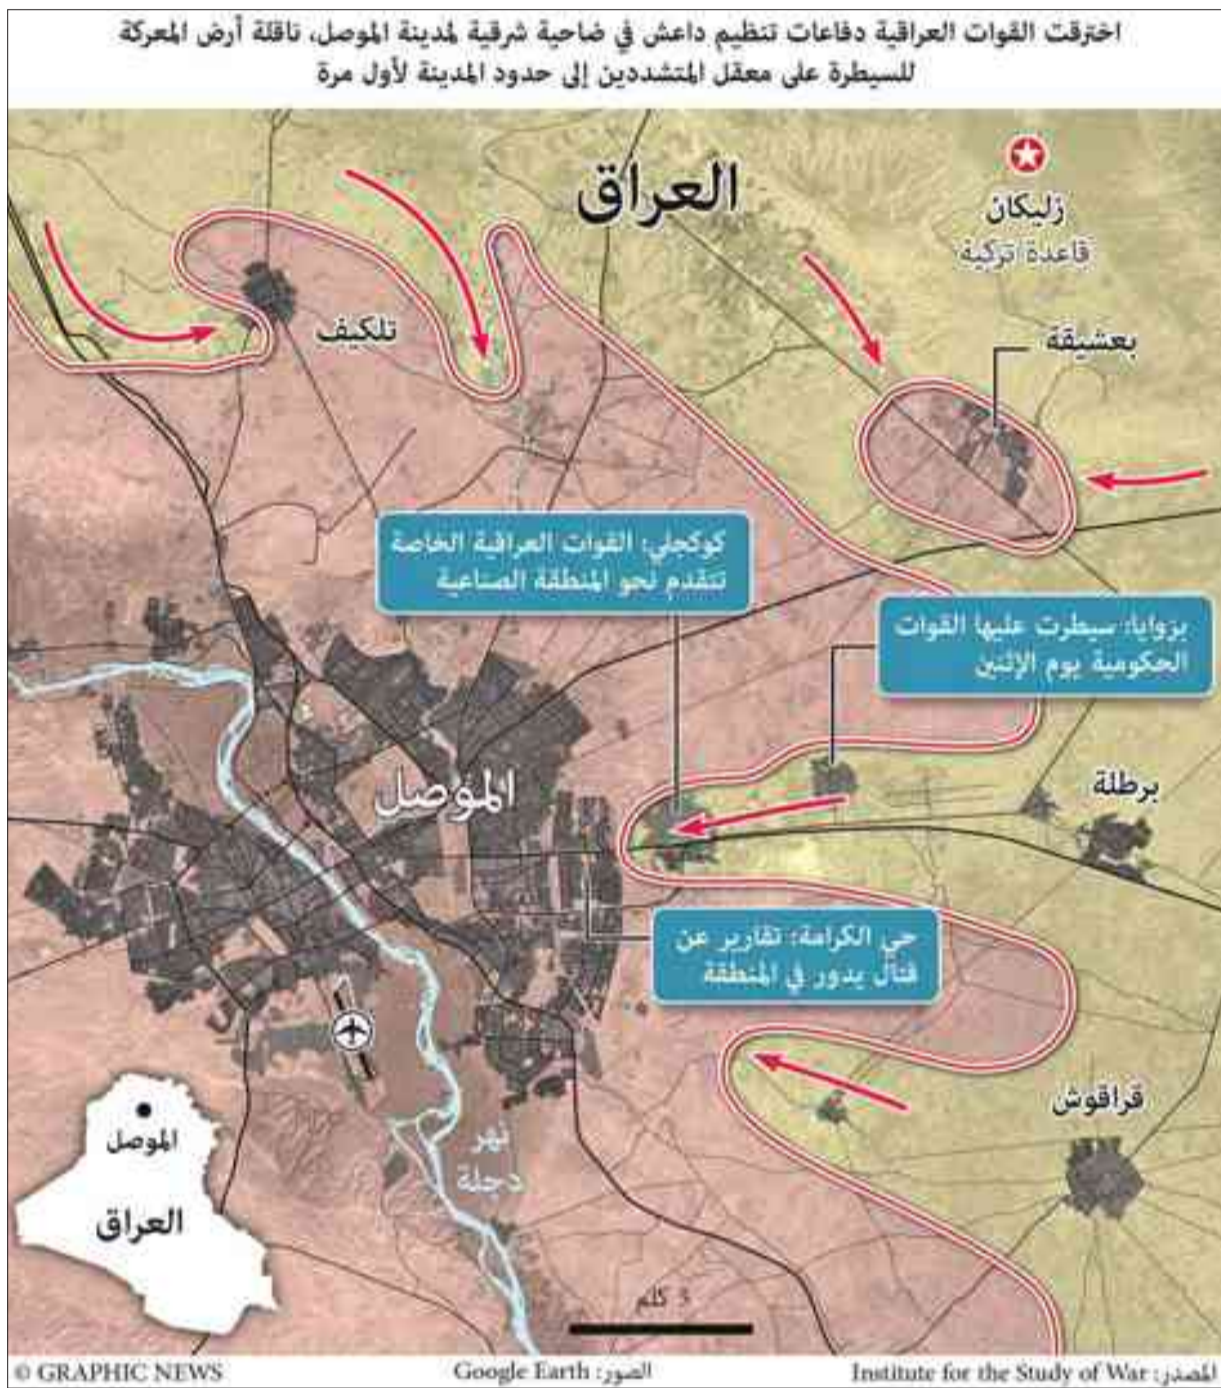 اخترقت القوات العراقية دفاعات تنظيم داعش في ضاحية شرقية لمدينة الموصل، ناقلة أرض المعركة
للسيطرة على معقل المتشددين إلى حدود المدينة لأول مرة
العراق
زليكان
قاعدة تركية
تلكيف
بعشيقة
كوكجلي: القوات العراقية الخاصة
تتقدم نحو المنطقة الصناعية
بزوايا: سيطرت عليها القوات
الحكومية يوم الإثنين
الموصل
برطلة
حي الكرامة: تقارير عن
قتال يدور في المنطقة
قراقوش
نهر
دجلة
الموصل
العراق
5 كلم
المصدر: Institute for the Study of War
الصور: Google Earth
© GRAPHIC NEWS